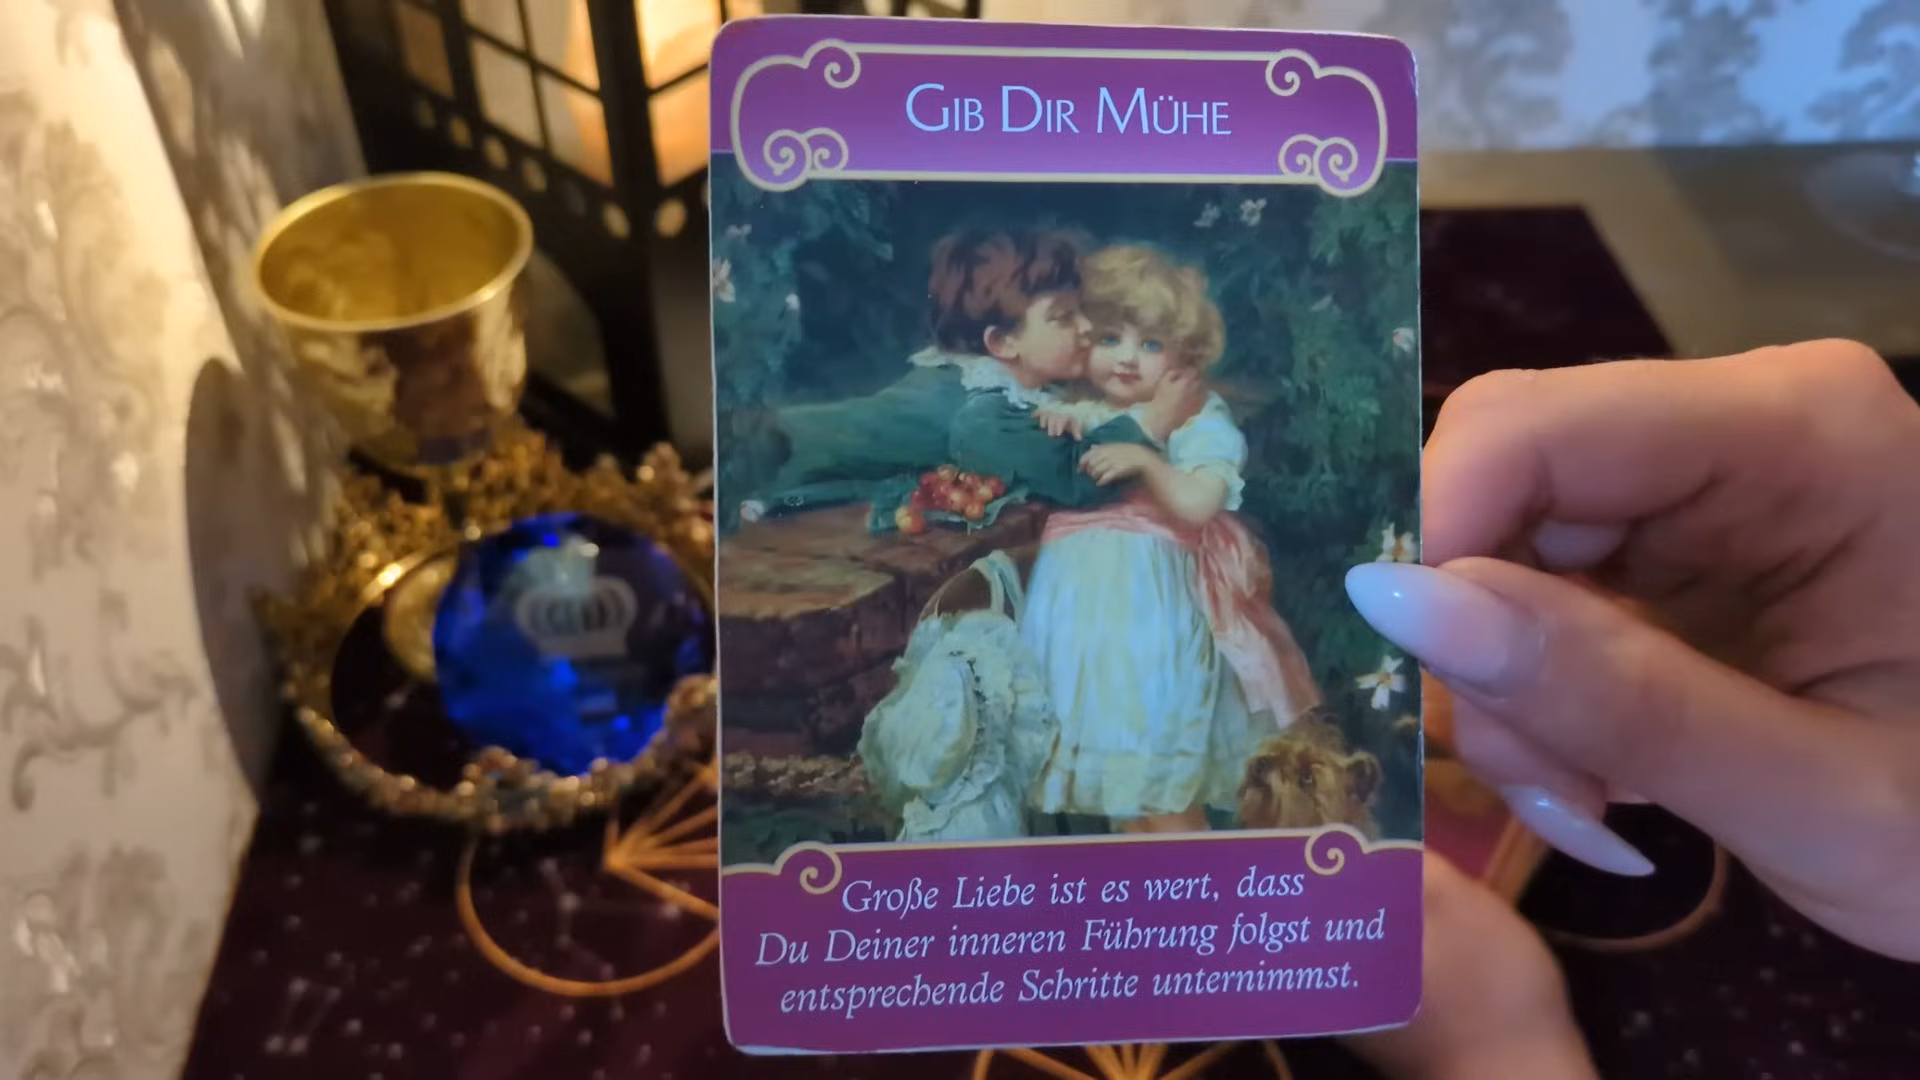 GIB DIR MÜHE
Große Liebe ist es wert, dass
Du Deiner inneren Führung folgst und
entsprechende Schritte unternimmst.